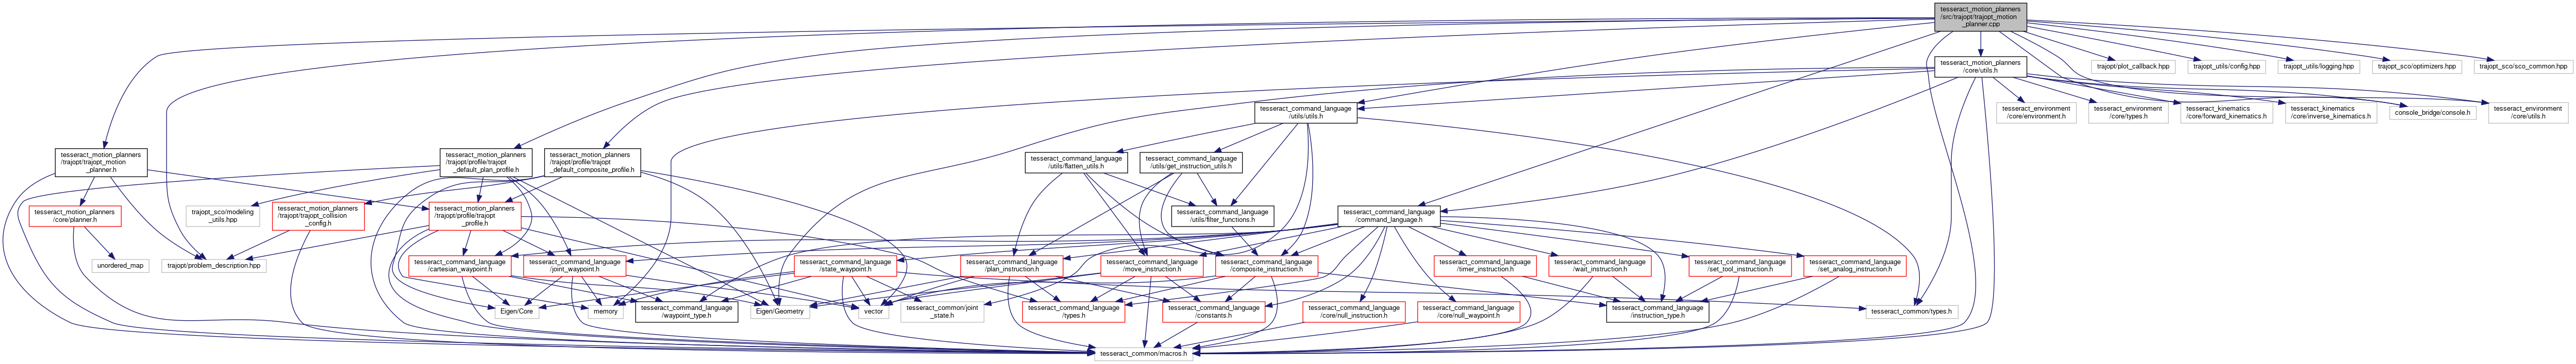 tesseract_motion_planners
/src/trajopt/trajopt_motion
_planner.cpp
tesseract_motion_planners
/core/utils.h
trajopt/plot_callback.hpp
trajopt_utils/config.hpp
trajopt_utils/logging.hpp
trajopt_sco/optimizers.hpp
trajopt_sco/sco_common.hpp
tesseract_command_language
/utils/utils.h
tesseract_environment
/core/environment.h
tesseract_environment
/core/types.h
tesseract_kinematics
/core/forward_kinematics.h
tesseract_kinematics
/core/inverse_kinematics.h
console_bridge/console.h
tesseract_environment
/core/utils.h
tesseract_motion_planners
/trajopt/trajopt_motion
_planner.h
tesseract_motion_planners
/trajopt/profile/trajopt
_default_plan_profile.h
tesseract_motion_planners
/trajopt/profile/trajopt
_default_composite_profile.h
tesseract_command_language
/utils/flatten_utils.h
tesseract_command_language
/utils/get_instruction_utils.h
tesseract_motion_planners
/core/planner.h
trajopt_sco/modeling
_utils.hpp
tesseract_motion_planners
/trajopt/trajopt_collision
_config.h
tesseract_motion_planners
/trajopt/profile/trajopt
_profile.h
tesseract_command_language
/utils/filter_functions.h
tesseract_command_language
/command_language.h
unordered_map
trajopt/problem_description.hpp
tesseract_command_language
/cartesian_waypoint.h
tesseract_command_language
/joint_waypoint.h
tesseract_command_language
/state_waypoint.h
tesseract_command_language
/plan_instruction.h
tesseract_command_language
/move_instruction.h
tesseract_command_language
/composite_instruction.h
tesseract_command_language
/timer_instruction.h
tesseract_command_language
/wait_instruction.h
tesseract_command_language
/set_tool_instruction.h
tesseract_command_language
/set_analog_instruction.h
Eigen/Core
memory
tesseract_command_language
/waypoint_type.h
Eigen/Geometry
vector
tesseract_common/joint
_state.h
tesseract_command_language
/types.h
tesseract_command_language
/constants.h
tesseract_command_language
/core/null_instruction.h
tesseract_command_language
/core/null_waypoint.h
tesseract_command_language
/instruction_type.h
tesseract_common/types.h
tesseract_common/macros.h